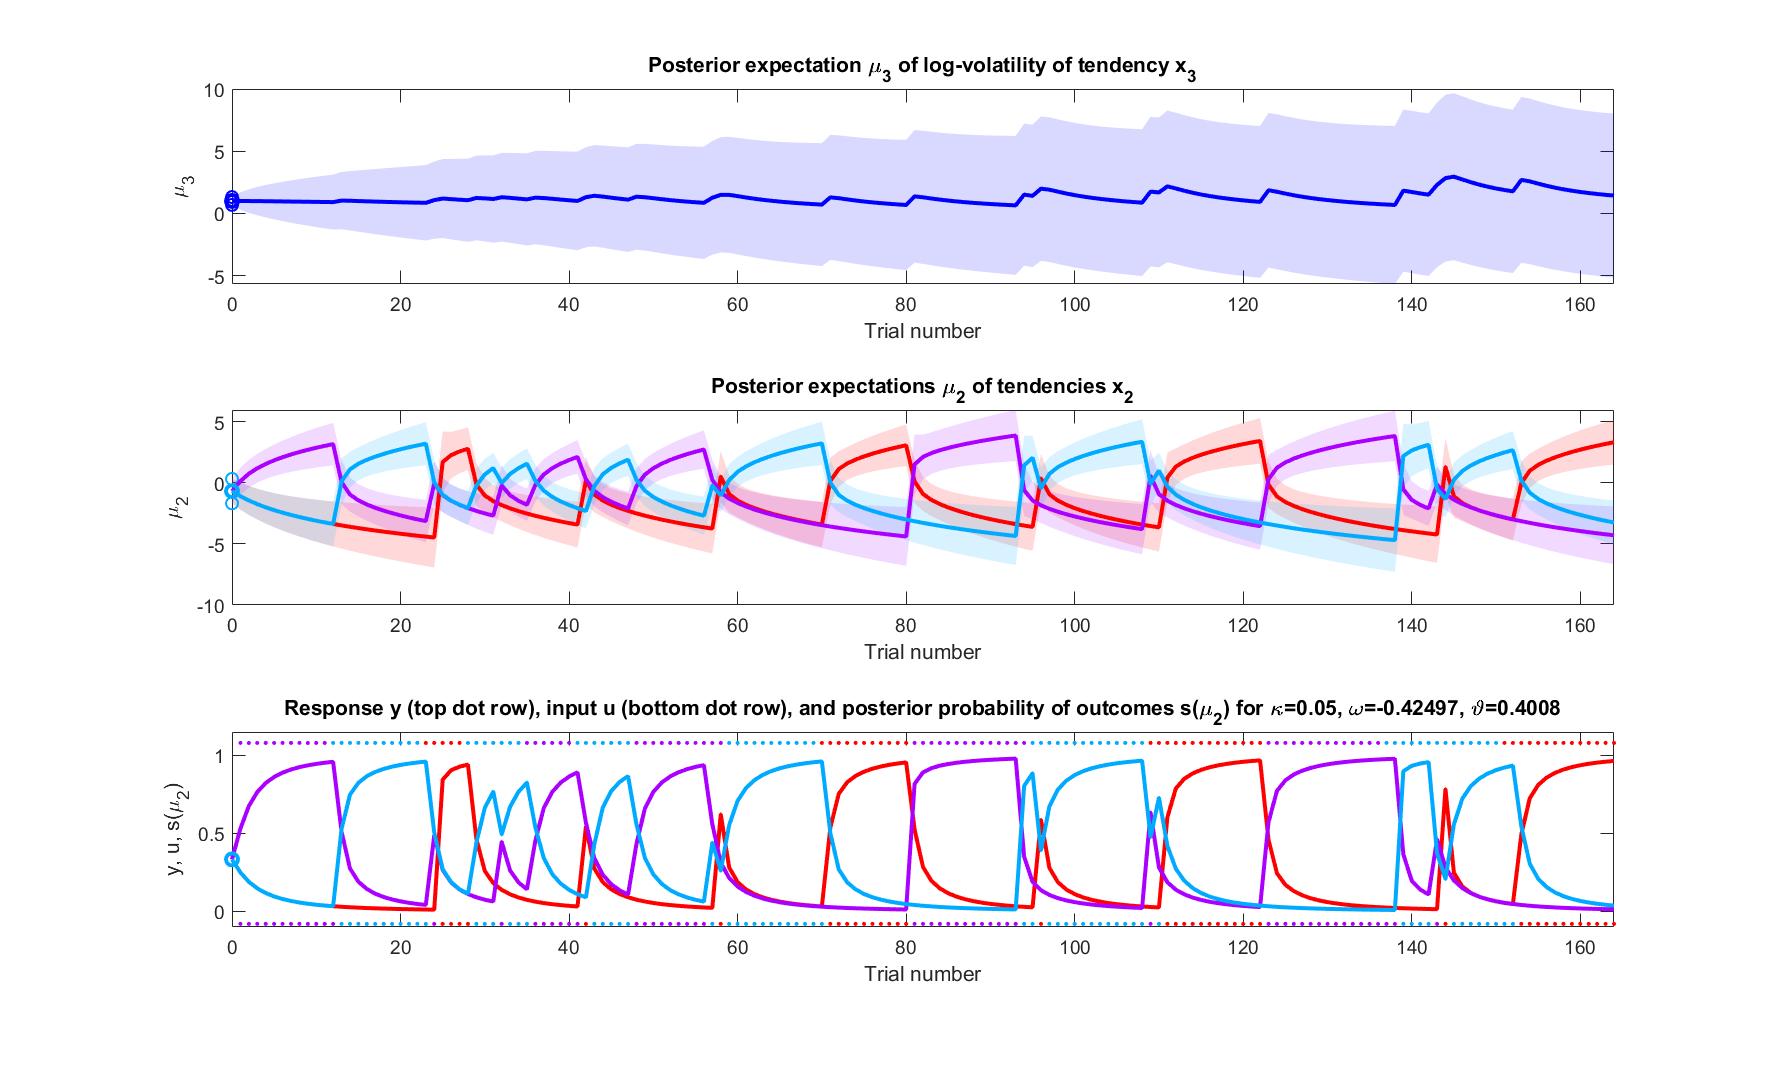 Posterior expectation μ3 of log-volatility of tendency x3
10
5
0
-5
μ3
0 20 40 60 80 100 120 140 160
Trial number
Posterior expectations μ2 of tendencies x2
5
0
-5
-10
μ2
0 20 40 60 80 100 120 140 160
Trial number
Response y (top dot row), input u (bottom dot row), and posterior probability of outcomes s(μ2) for κ=0.05, ω=-0.42497, ϑ=0.4008
1
0.5
0
y, u, s(μ2)
0 20 40 60 80 100 120 140 160
Trial number